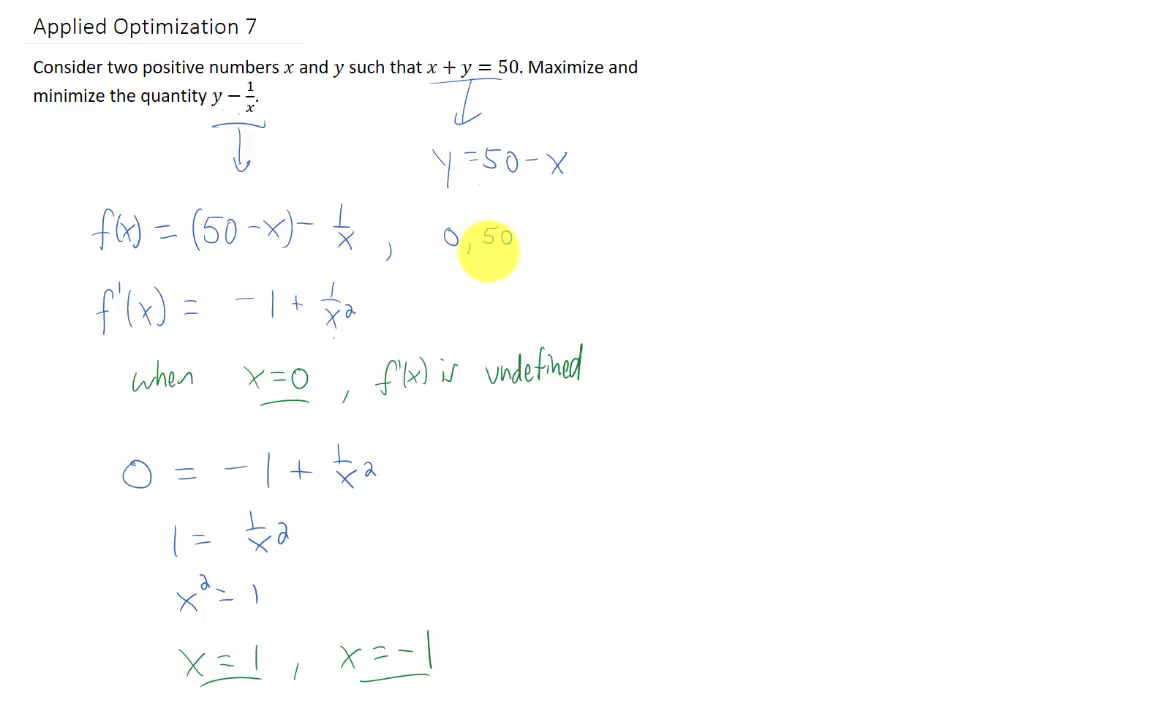 Applied Optimization 7
Consider two positive numbers x and y such that x + y = 50. Maximize and
minimize the quantity y − 1/x.
y = 50 - x
f(x) = (50 - x) - 1/x , 0, 50
f'(x) = -1 + 1/x²
when x=0, f'(x) is undefined
0 = -1 + 1/x²
1 = 1/x²
x² = 1
x = 1, x = -1